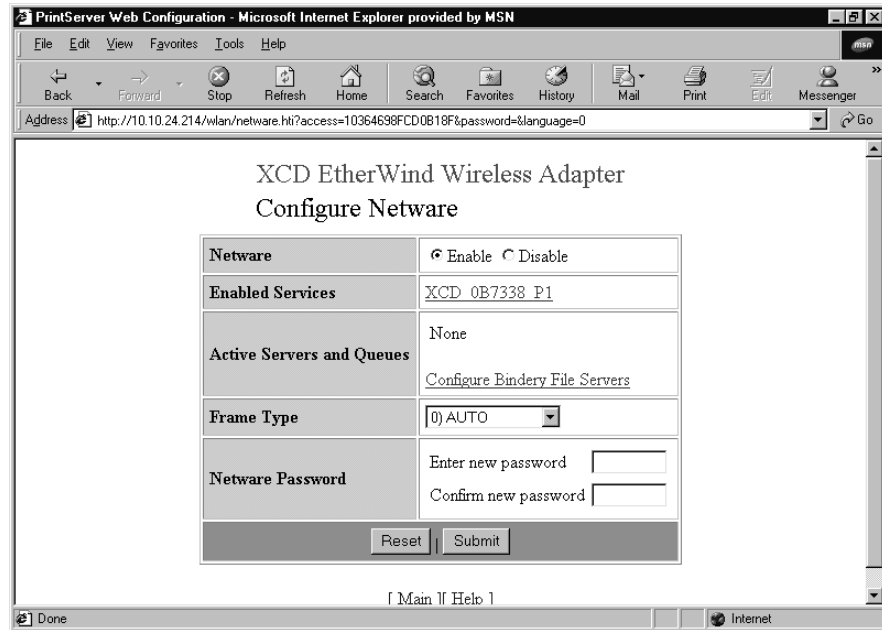 PrintServer Web Configuration - Microsoft Internet Explorer provided by MSN
File Edit View Favorites Tools Help
msn
Back Forward Stop Refresh Home Search Favorites History Mail Print Edit Messenger »
Address http://10.10.24.214/wlan/netware.hti?access=10364698FCD0B18F&password=&language=0 Go
XCD EtherWind Wireless Adapter
Configure Netware
Netware Enable Disable
Enabled Services XCD_0B7338_P1
Active Servers and Queues None
Configure Bindery File Servers
Frame Type 0) AUTO
Netware Password Enter new password
Confirm new password
Reset | Submit
[ Main ][ Help ]
Done Internet